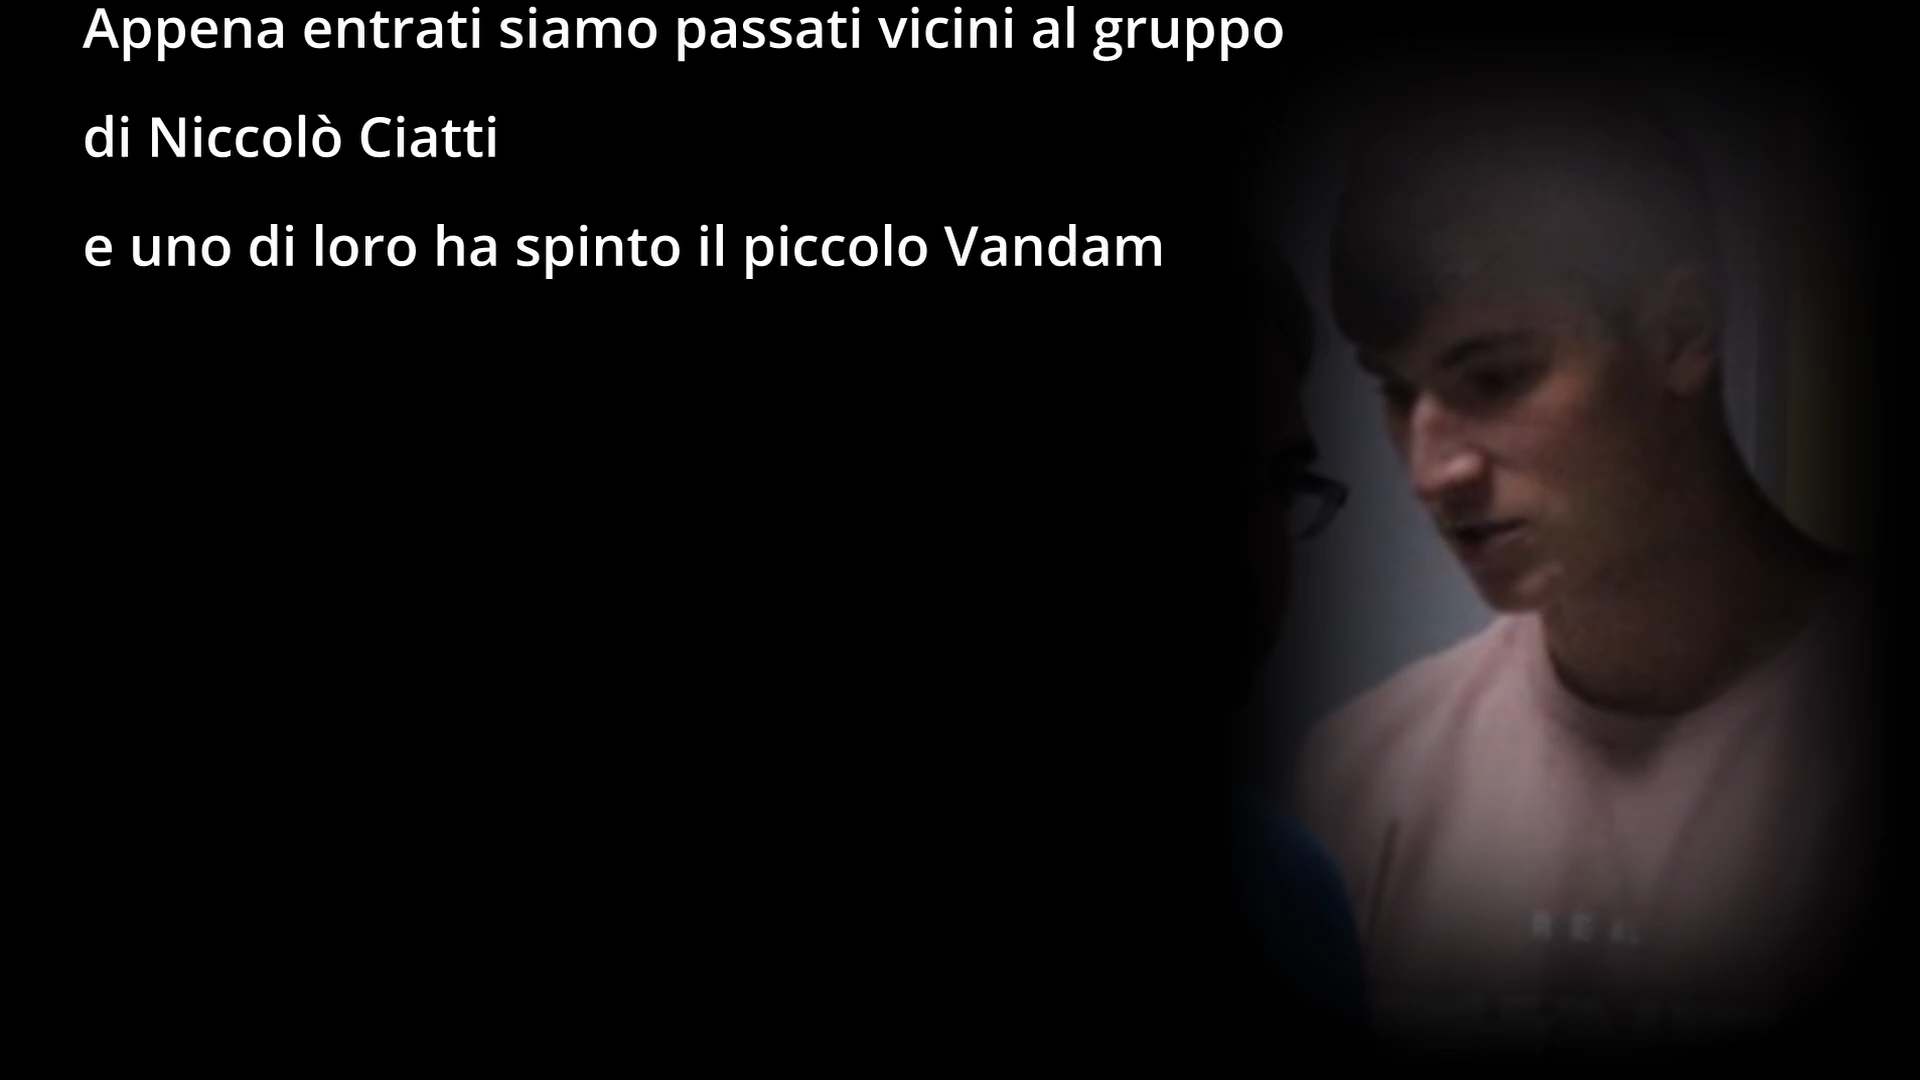 Appena entrati siamo passati vicini al gruppo
di Niccolò Ciatti
e uno di loro ha spinto il piccolo Vandam